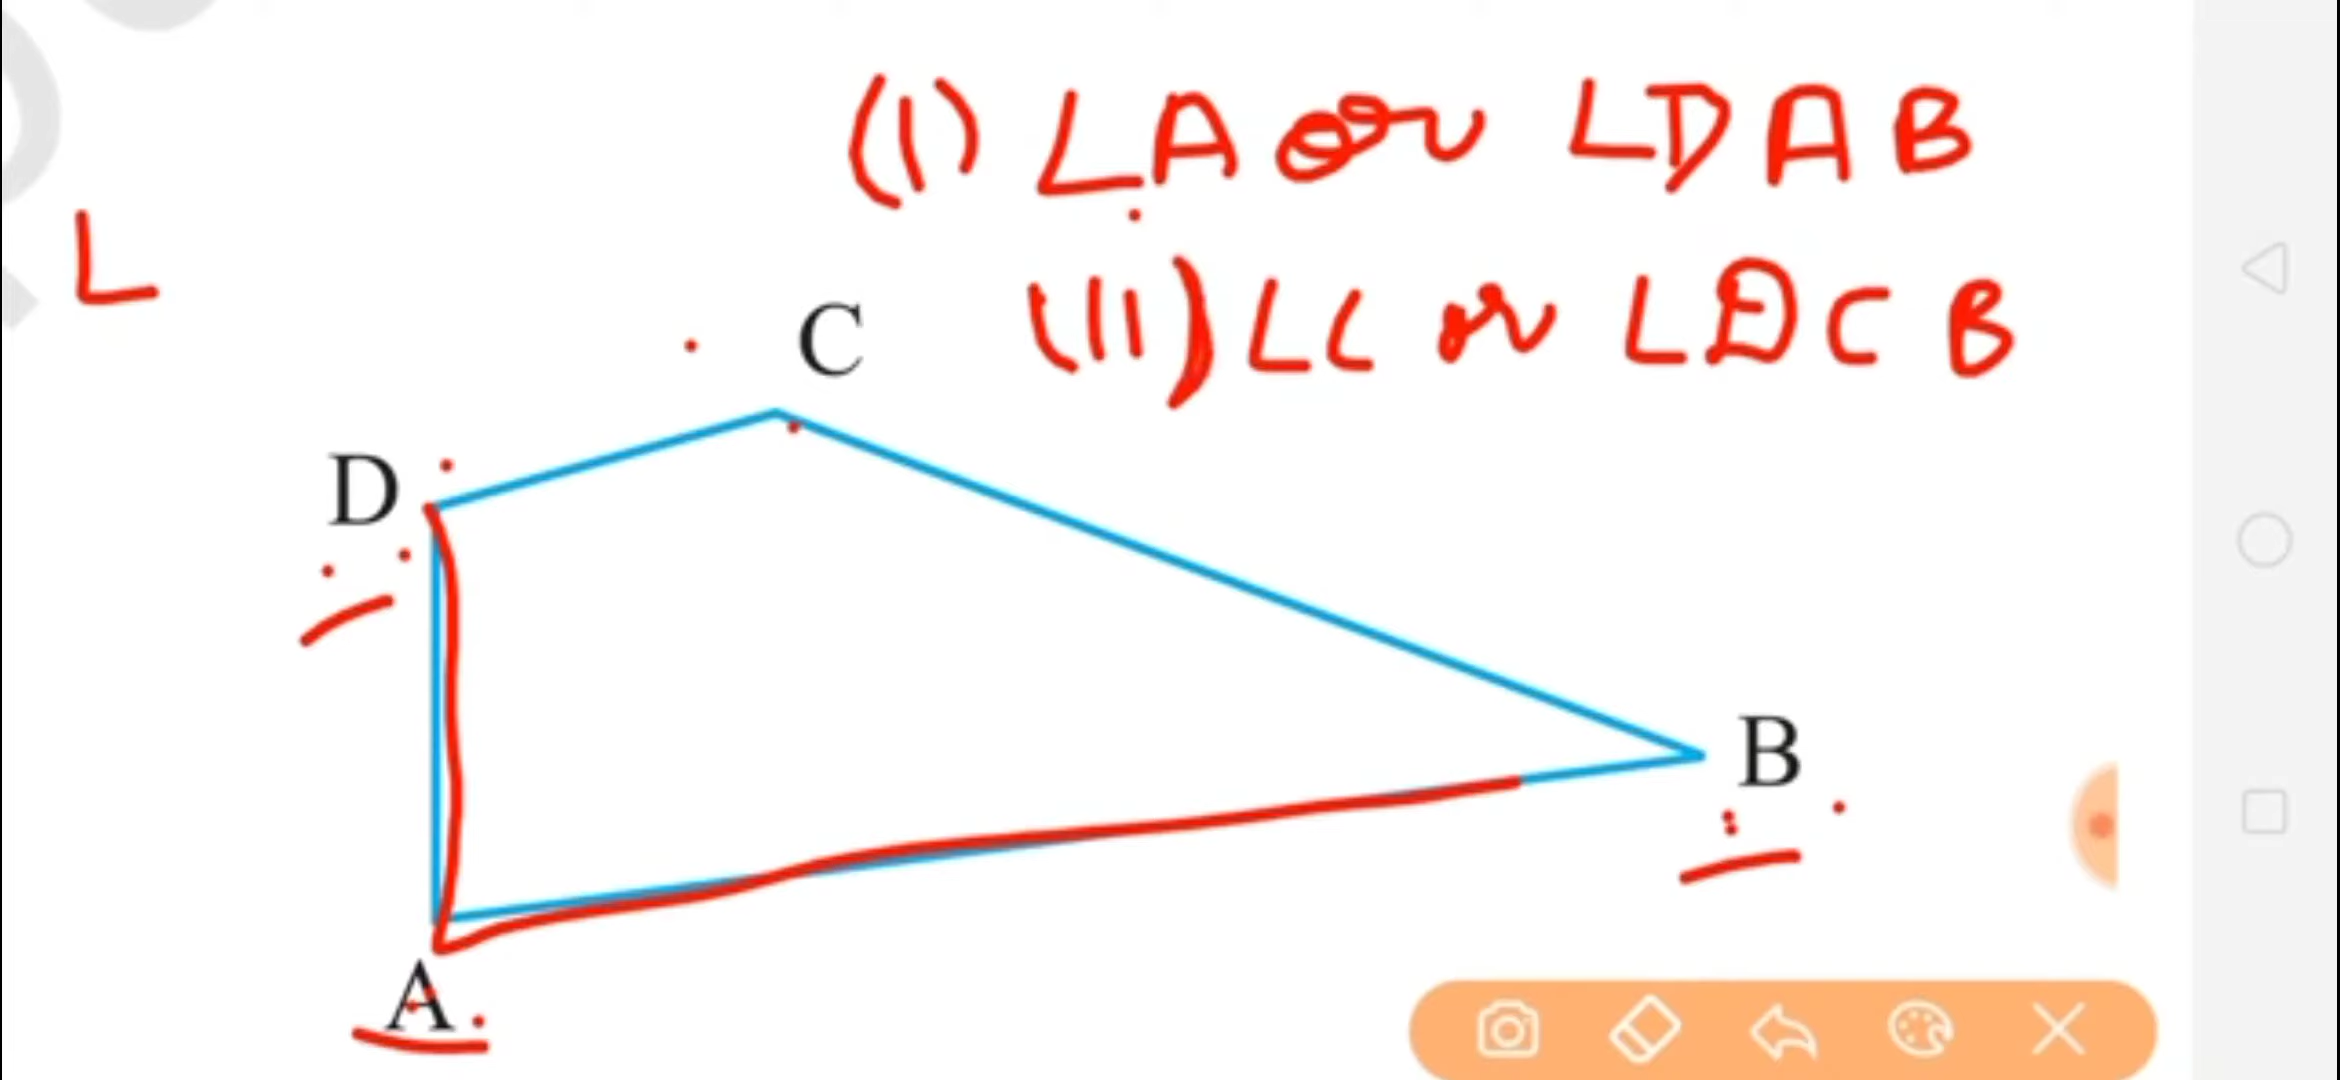 (I) ∠A or ∠DAB
∠
C (II) ∠C or ∠DCB
D
B
A